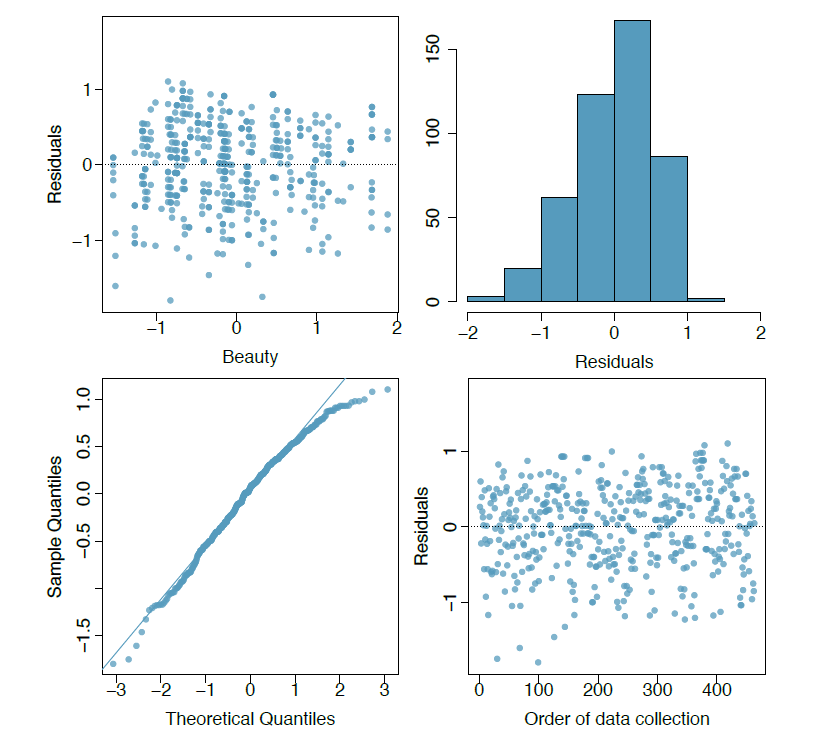 Residuals
1
0
−1
−1 0 1 2
Beauty
150
100
50
0
−2 −1 0 1 2
Residuals
Sample Quantiles
1.0
0.5
0.0
−0.5
−1.5
−3 −2 −1 0 1 2 3
Theoretical Quantiles
Residuals
1
0
−1
0 100 200 300 400
Order of data collection